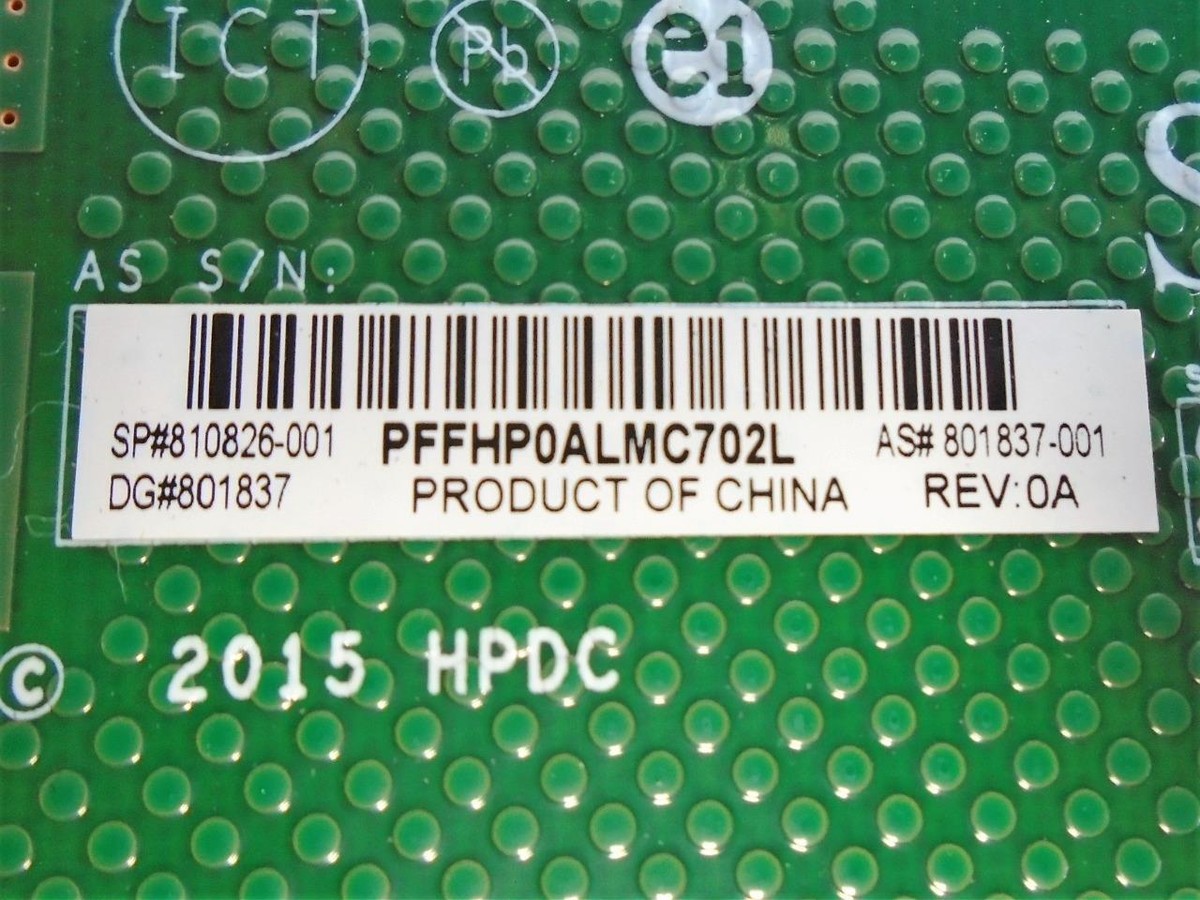 ICT
Pb
e1
AS S/N:
SP#810826-001 PFFHP0ALMC702L AS# 801837-001
DG#801837 PRODUCT OF CHINA REV:0A
© 2015 HPDC